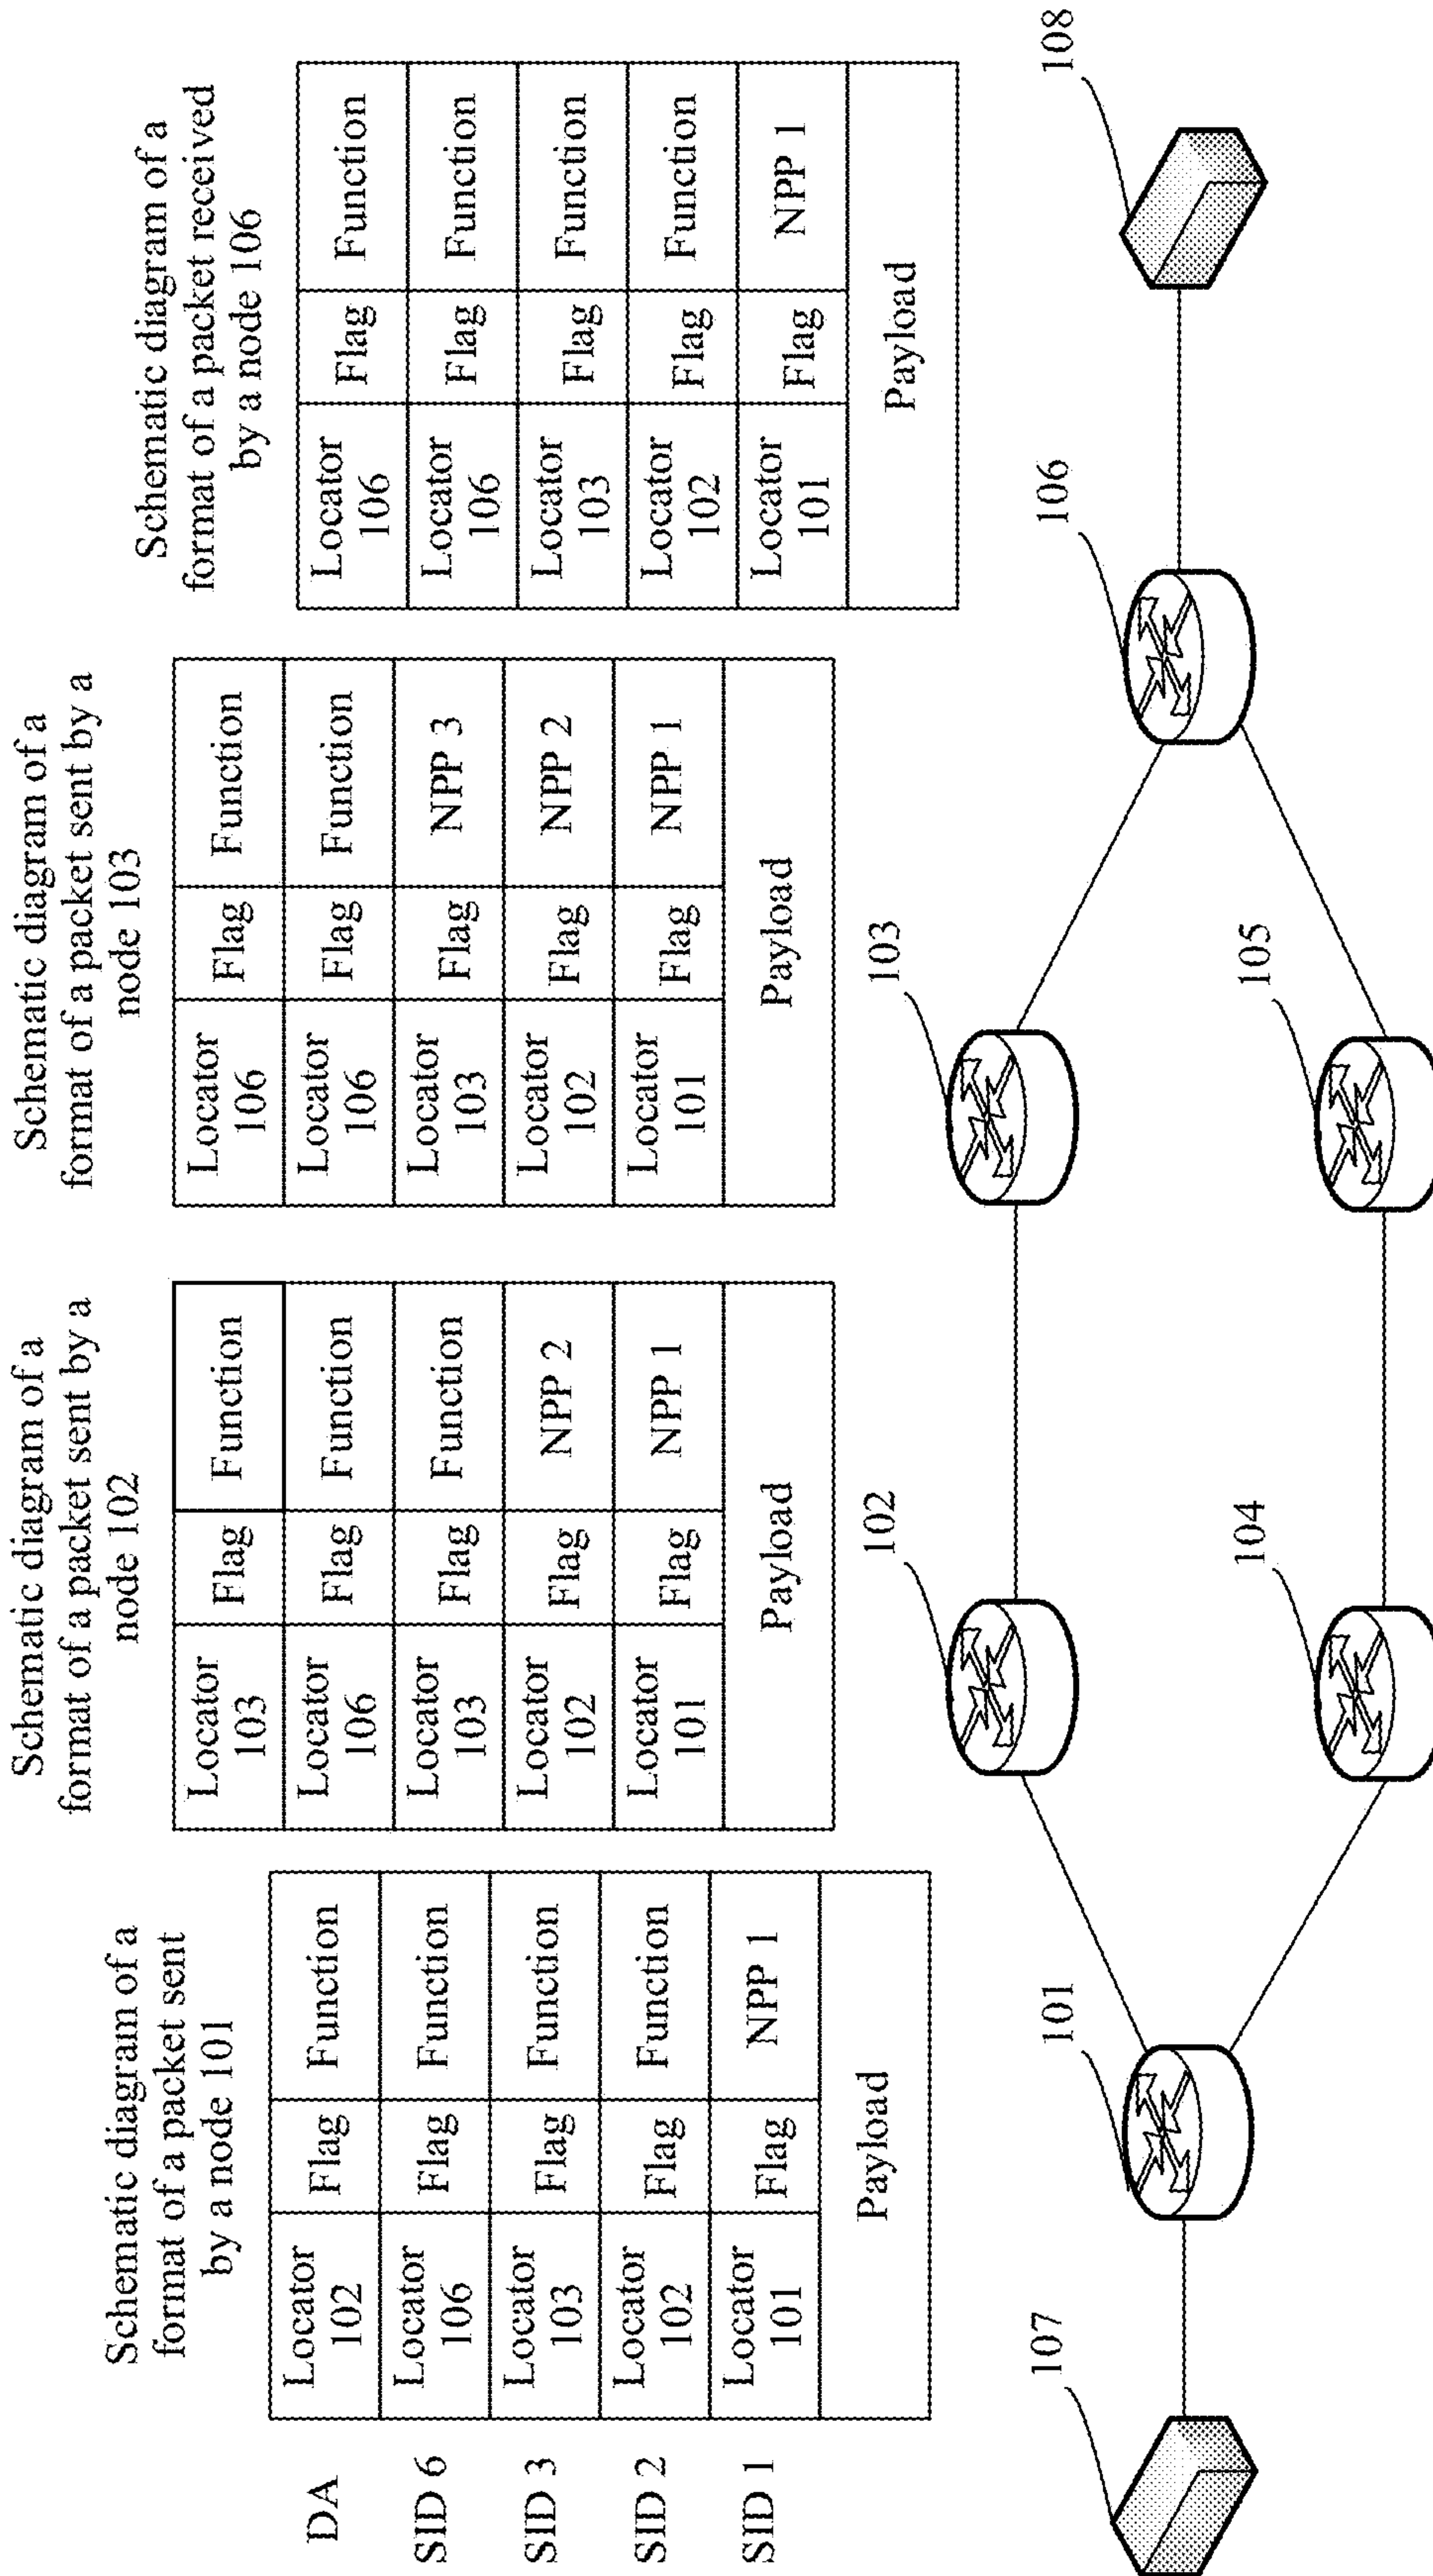 Schematic diagram of a
format of a packet sent
by a node 101
DA
Locator
102
Flag
Function
SID 6
Locator
106
Flag
Function
SID 3
Locator
103
Flag
Function
SID 2
Locator
102
Flag
Function
SID 1
Locator
101
Flag
NPP 1
Payload
Schematic diagram of a
format of a packet sent by a
node 102
Locator
103
Flag
Function
Locator
106
Flag
Function
Locator
103
Flag
Function
Locator
102
Flag
NPP 2
Locator
101
Flag
NPP 1
Payload
Schematic diagram of a
format of a packet sent by a
node 103
Locator
106
Flag
Function
Locator
106
Flag
Function
Locator
103
Flag
NPP 3
Locator
102
Flag
NPP 2
Locator
101
Flag
NPP 1
Payload
Schematic diagram of a
format of a packet received
by a node 106
Locator
106
Flag
Function
Locator
106
Flag
Function
Locator
103
Flag
Function
Locator
102
Flag
Function
Locator
101
Flag
NPP 1
Payload
107
101
102
103
106
108
104
105